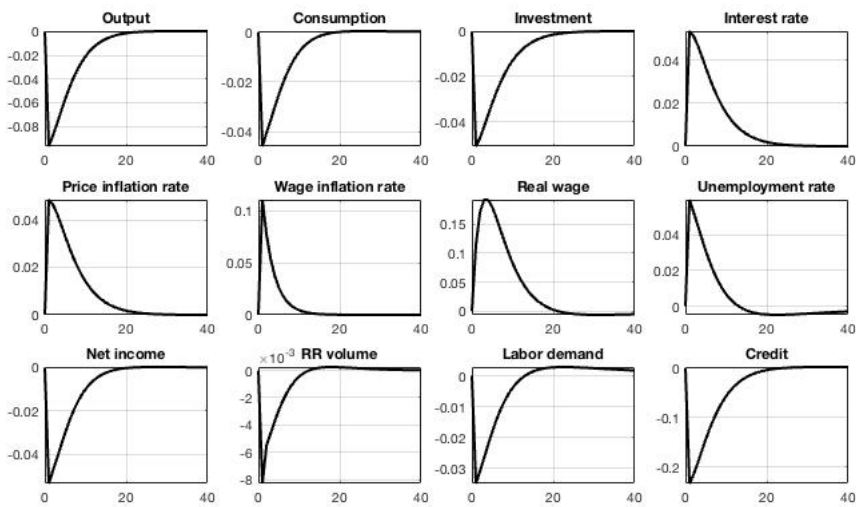 Output Consumption Investment Interest rate
0 0 0
-0.02 0.04
-0.04 -0.02 -0.02
-0.06 0.02
-0.08 -0.04 -0.04 0
0 20 40 0 20 40 0 20 40 0 20 40
Price inflation rate Wage inflation rate Real wage Unemployment rate
0.04 0.1 0.15 0.04
0.02 0.05 0.1 0.02
0.05
0 0 0 0
0 20 40 0 20 40 0 20 40 0 20 40
Net income ×10⁻³ RR volume Labor demand Credit
0 0 0 0
-0.02 -2 -0.01 -0.1
-4 -0.02
-0.04 -6 -0.03 -0.2
-8
0 20 40 0 20 40 0 20 40 0 20 40